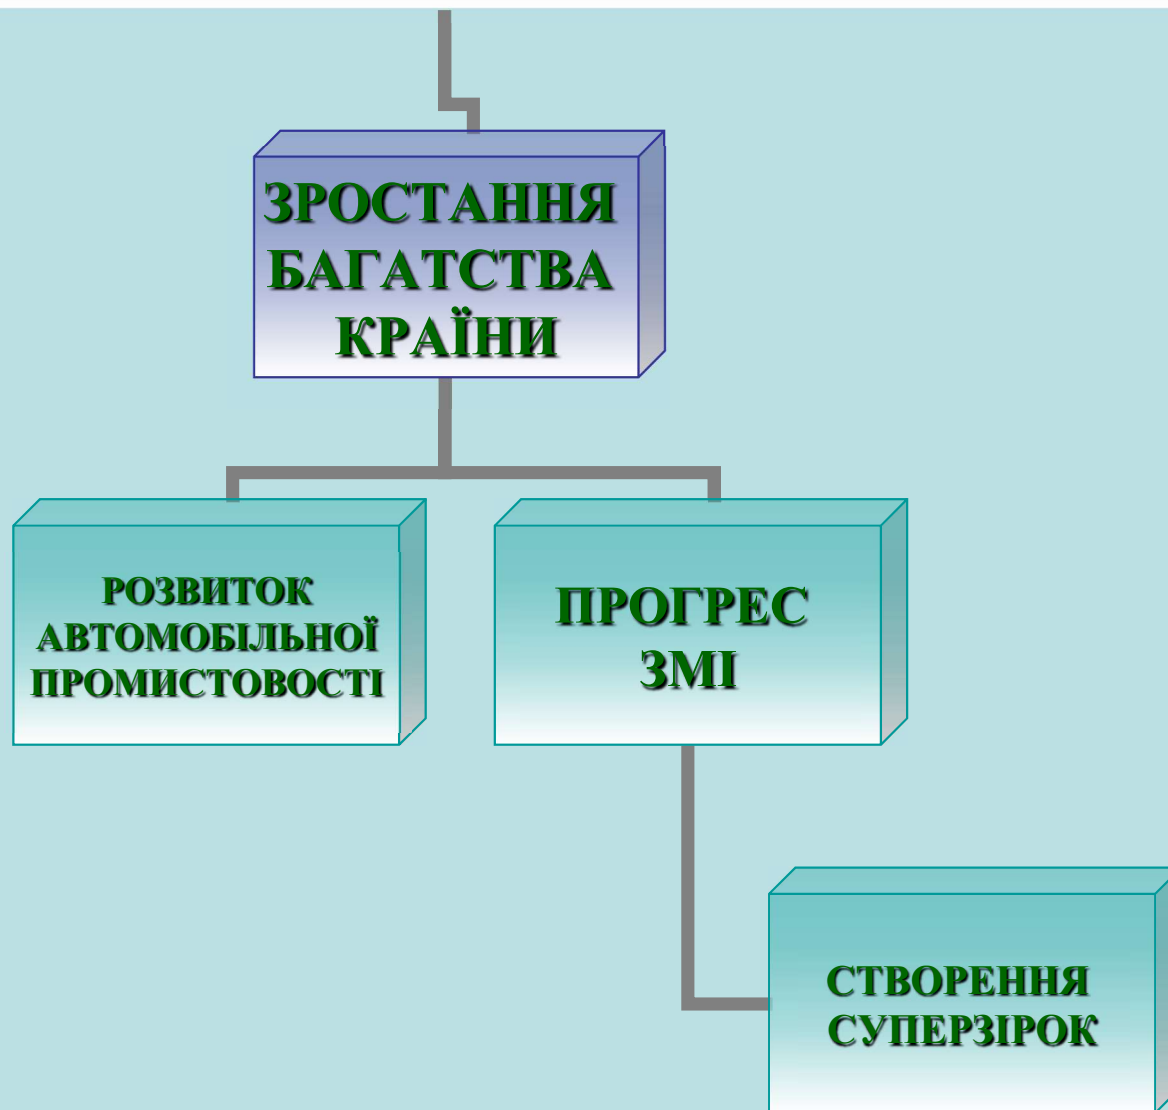 ЗРОСТАННЯ
БАГАТСТВА
КРАЇНИ
РОЗВИТОК
АВТОМОБІЛЬНОЇ
ПРОМИСТОВОСТІ
ПРОГРЕС
ЗМІ
СТВОРЕННЯ
СУПЕРЗІРОК